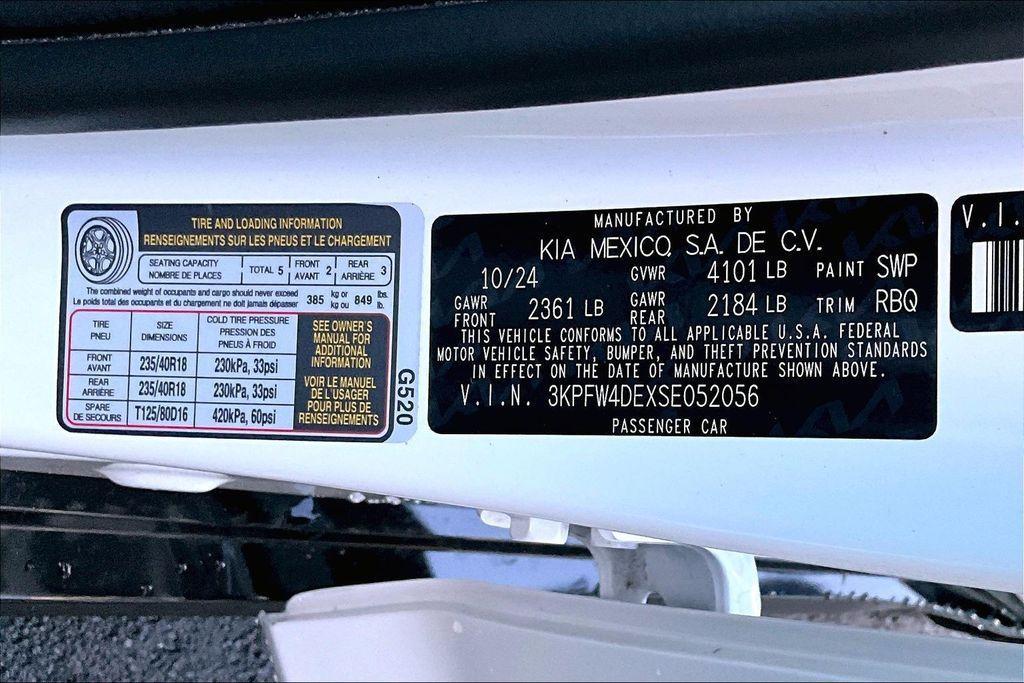 TIRE AND LOADING INFORMATION
RENSEIGNEMENTS SUR LES PNEUS ET LE CHARGEMENT
SEATING CAPACITY
NOMBRE DE PLACES
TOTAL 5
FRONT
AVANT 2
REAR
ARRIÈRE 3
The combined weight of occupants and cargo should never exceed
Le poids total des occupants et du chargement ne doit jamais dépasser
385 kg or
kg ou
849 lbs.
lb.
TIRE
PNEU
SIZE
DIMENSIONS
COLD TIRE PRESSURE
PRESSION DES
PNEUS À FROID
FRONT
AVANT
235/40R18
230kPa, 33psi
REAR
ARRIÈRE
235/40R18
230kPa, 33psi
SPARE
DE SECOURS
T125/80D16
420kPa, 60psi
SEE OWNER'S
MANUAL FOR
ADDITIONAL
INFORMATION
VOIR LE MANUEL
DE L'USAGER
POUR PLUS DE
RENSEIGNEMENTS
G520
MANUFACTURED BY
KIA MEXICO, S.A. DE C.V.
10/24 GVWR 4101 LB PAINT SWP
GAWR
FRONT 2361 LB
GAWR
REAR 2184 LB TRIM RBQ
THIS VEHICLE CONFORMS TO ALL APPLICABLE U.S.A. FEDERAL
MOTOR VEHICLE SAFETY, BUMPER, AND THEFT PREVENTION STANDARDS
IN EFFECT ON THE DATE OF MANUFACTURE SHOWN ABOVE.
V.I.N. 3KPFW4DEXSE052056
PASSENGER CAR
V.I.